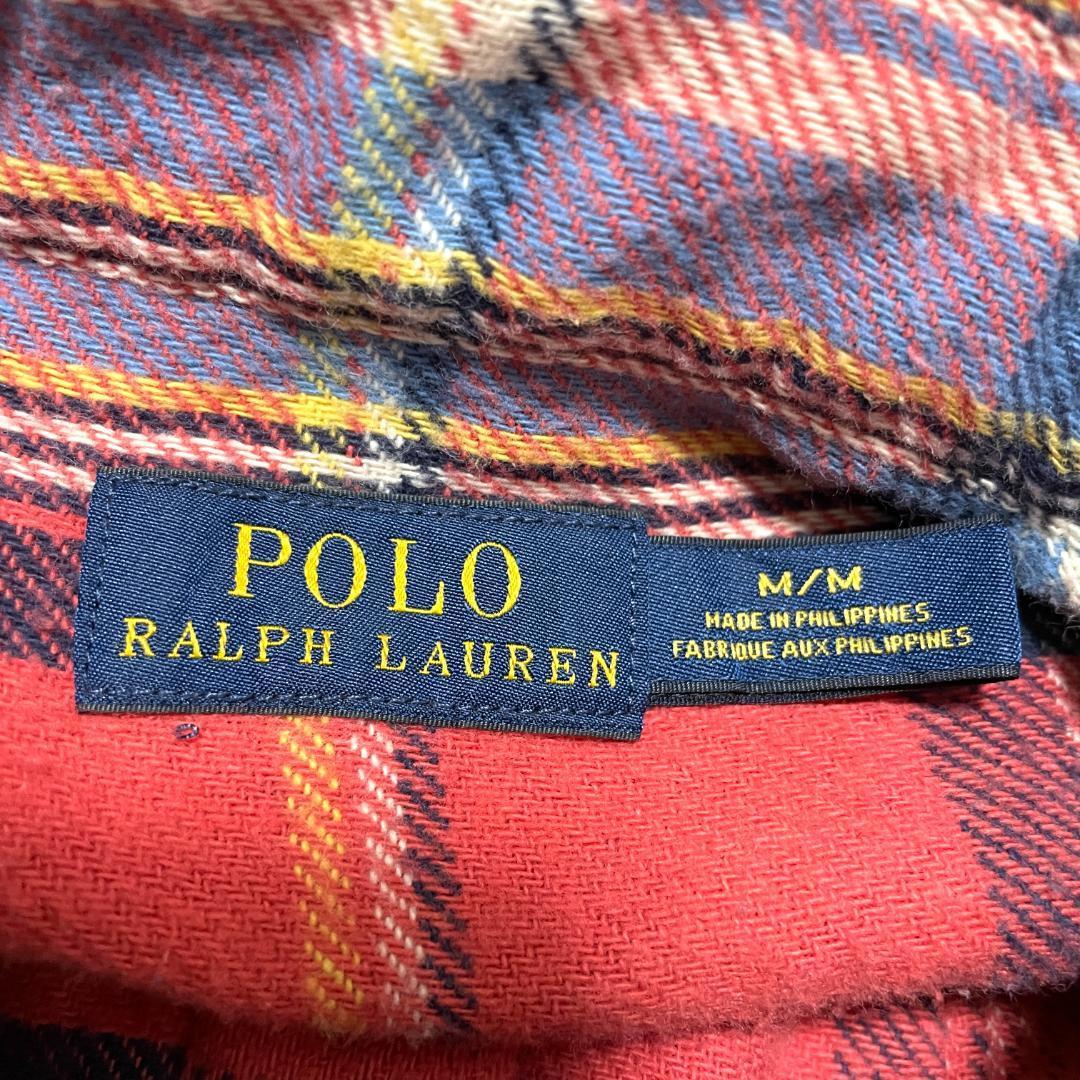 POLO
RALPH LAUREN
M/M
MADE IN PHILIPPINES
FABRIQUE AUX PHILIPPINES